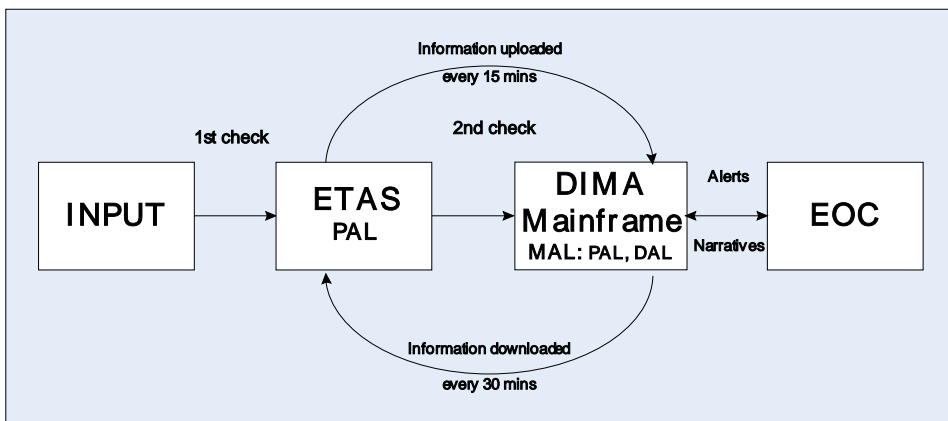 Information uploaded
every 15 mins
1st check
2nd check
INPUT
ETAS
PAL
DIMA
Mainframe
MAL: PAL, DAL
Alerts
Narratives
EOC
Information downloaded
every 30 mins